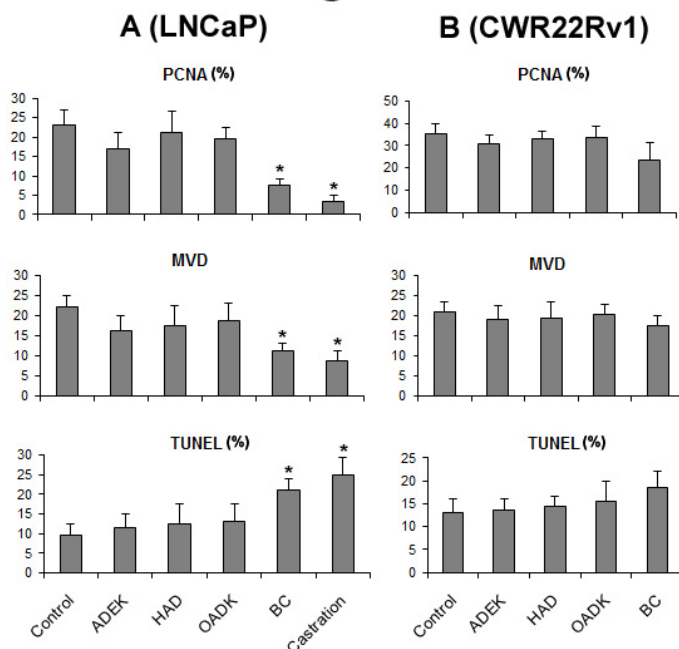 A (LNCaP)
B (CWR22Rv1)
PCNA (%)
30
25
20
15
10
5
0
*
*
PCNA (%)
50
40
30
20
10
0
MVD
30
25
20
15
10
5
0
*
*
MVD
30
25
20
15
10
5
0
TUNEL (%)
30
25
20
15
10
5
0
*
*
Control
ADEK
HAD
OADK
BC
Castration
TUNEL (%)
25
20
15
10
5
0
Control
ADEK
HAD
OADK
BC